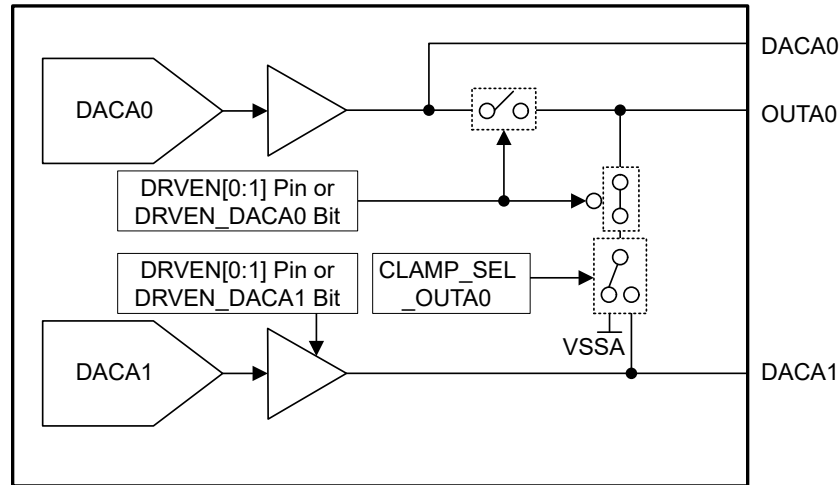 DACA0
DACA0
OUTA0
DRVEN[0:1] Pin or
DRVEN_DACA0 Bit
DRVEN[0:1] Pin or
DRVEN_DACA1 Bit
CLAMP_SEL
_OUTA0
VSSA
DACA1
DACA1